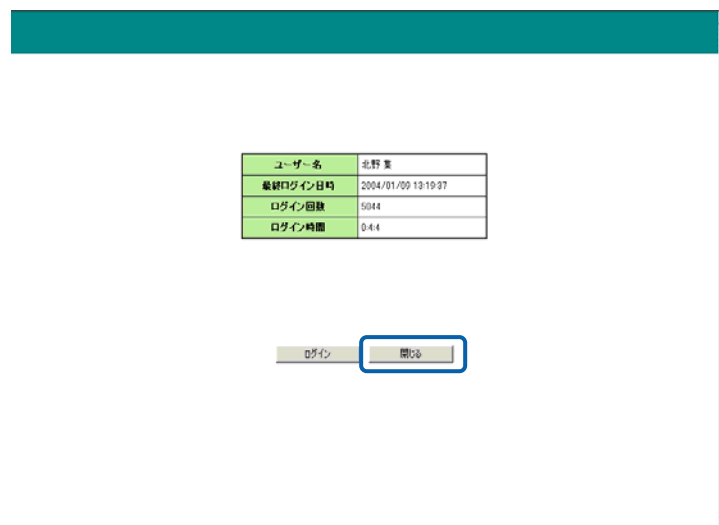 ユーザー名 北野 集
最終ログイン日時 2004/01/09 13:19:37
ログイン回数 5044
ログイン時間 0:4:4
ログイン 閉じる